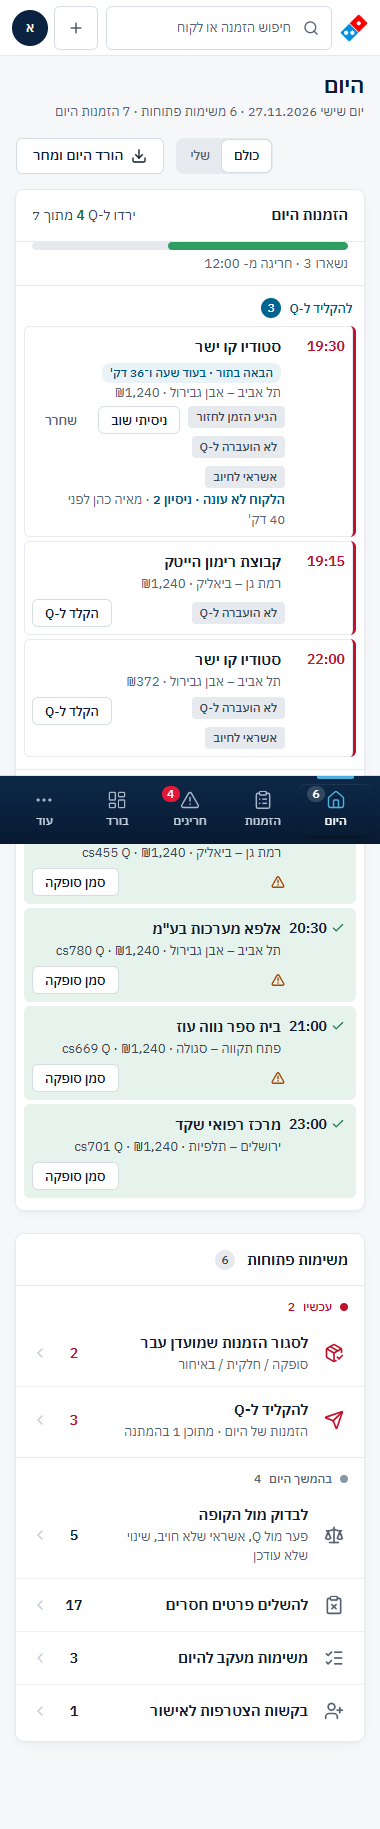 חיפוש הזמנה או לקוח
א
היום
יום שישי 27.11.2026 · 6 משימות פתוחות · 7 הזמנות היום
כולם
שלי
הורד היום ומחר
הזמנות היום
ירדו ל-Q 4 מתוך 7
נשארו 3 · חריגה מ- 12:00
להקליד ל-Q 3
19:30
סטודיו קו ישר
הבאה בתור · בעוד שעה ו־36 דק'
תל אביב – אבן גבירול · ₪1,240
הגיע הזמן לחזור
ניסיתי שוב
שחרר
לא הועברה ל-Q
אשראי לחיוב
הלקוח לא עונה · ניסיון 2 · מאיה כהן לפני
40 דק'
19:15
קבוצת רימון הייטק
רמת גן – ביאליק · ₪1,240
לא הועברה ל-Q
הקלד ל-Q
22:00
סטודיו קו ישר
תל אביב – אבן גבירול · ₪372
לא הועברה ל-Q
הקלד ל-Q
אשראי לחיוב
היום
6
הזמנות
חריגים
4
בורד
עוד
רמת גן – ביאליק · ₪1,240 · cs455 Q
סמן סופקה
20:30
אלפא מערכות בע"מ
תל אביב – אבן גבירול · ₪1,240 · cs780 Q
סמן סופקה
21:00
בית ספר נווה עוז
פתח תקווה – סגולה · ₪1,240 · cs669 Q
סמן סופקה
23:00
מרכז רפואי שקד
ירושלים – תלפיות · ₪1,240 · cs701 Q
סמן סופקה
משימות פתוחות 6
עכשיו 2
לסגור הזמנות שמועדן עבר
סופקה / חלקית / באיחור
2
להקליד ל-Q
הזמנות של היום · מתוכן 1 בהמתנה
3
בהמשך היום 4
לבדוק מול הקופה
פער מול Q, אשראי שלא חויב, שינוי
שלא עודכן
5
להשלים פרטים חסרים
17
משימות מעקב להיום
3
בקשות הצטרפות לאישור
1